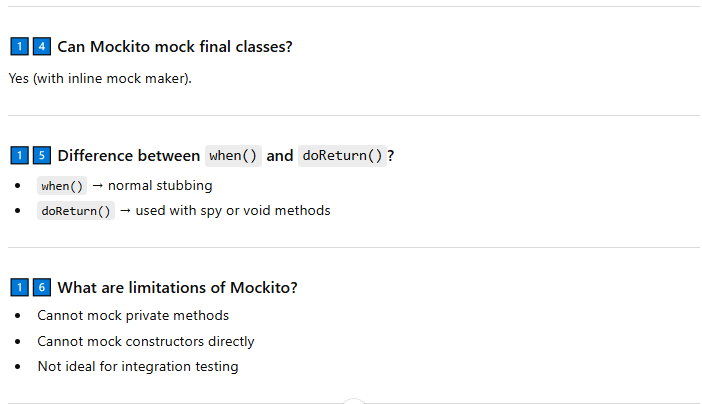 1️⃣4️⃣ Can Mockito mock final classes?
Yes (with inline mock maker).
1️⃣5️⃣ Difference between when() and doReturn()?
• when() → normal stubbing
• doReturn() → used with spy or void methods
1️⃣6️⃣ What are limitations of Mockito?
• Cannot mock private methods
• Cannot mock constructors directly
• Not ideal for integration testing